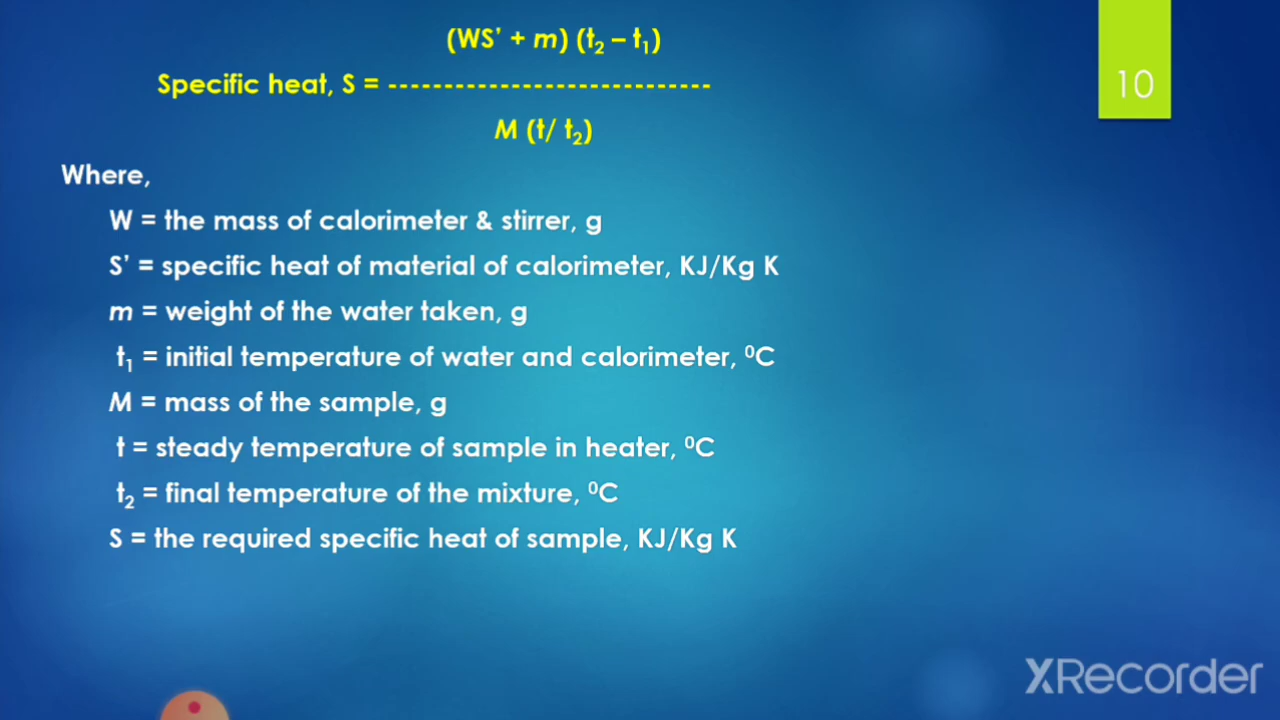 (WS’ + m) (t₂ – t₁)
10
Specific heat, S = -----------------------------
M (t/ t₂)
Where,
W = the mass of calorimeter & stirrer, g
S’ = specific heat of material of calorimeter, KJ/Kg K
m = weight of the water taken, g
t₁ = initial temperature of water and calorimeter, ⁰C
M = mass of the sample, g
t = steady temperature of sample in heater, ⁰C
t₂ = final temperature of the mixture, ⁰C
S = the required specific heat of sample, KJ/Kg K
XRecorder